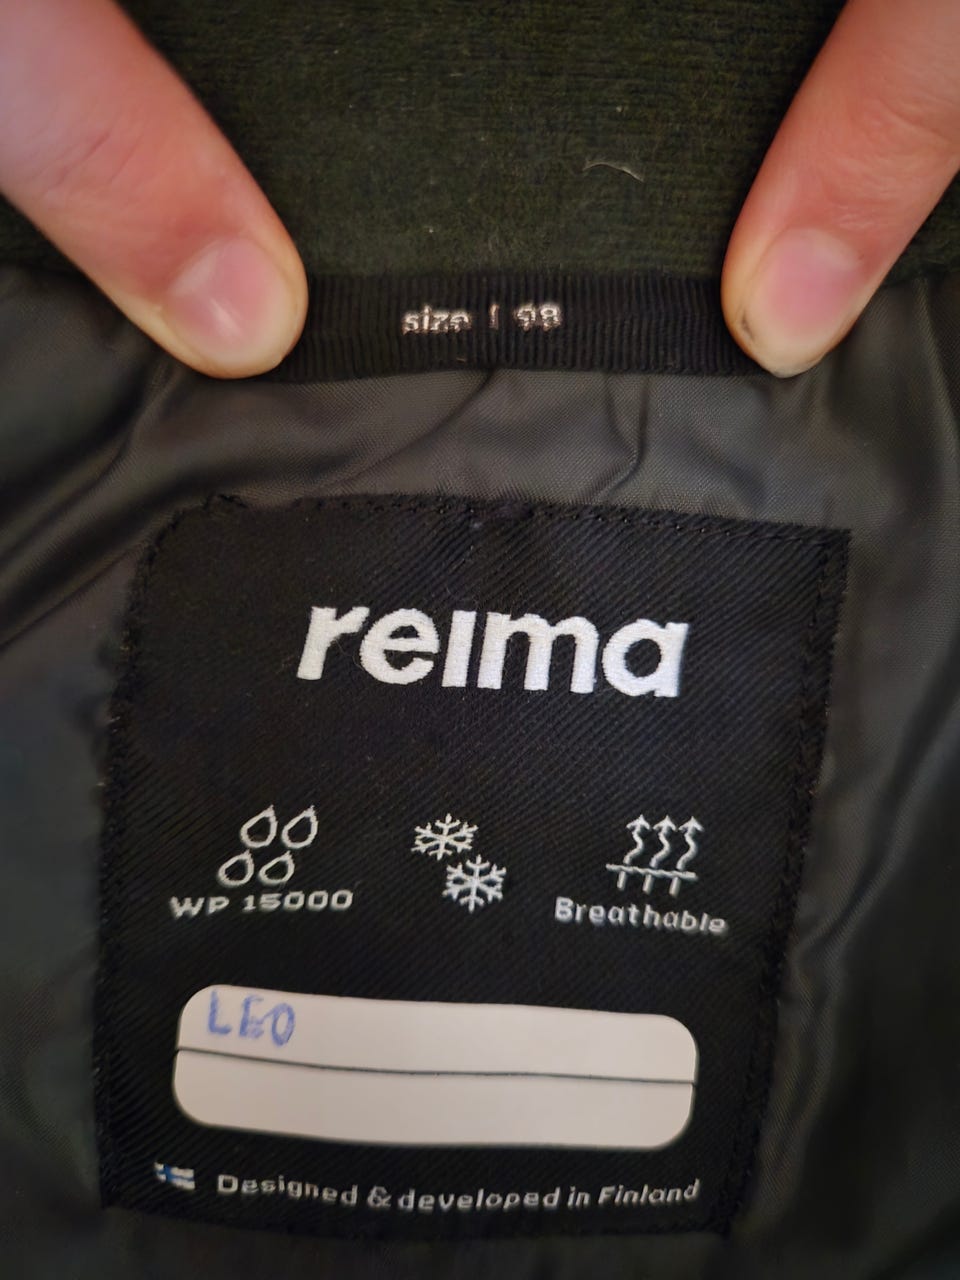 size | 98
reima
WP 15000
Breathable
LEO
Designed & developed in Finland